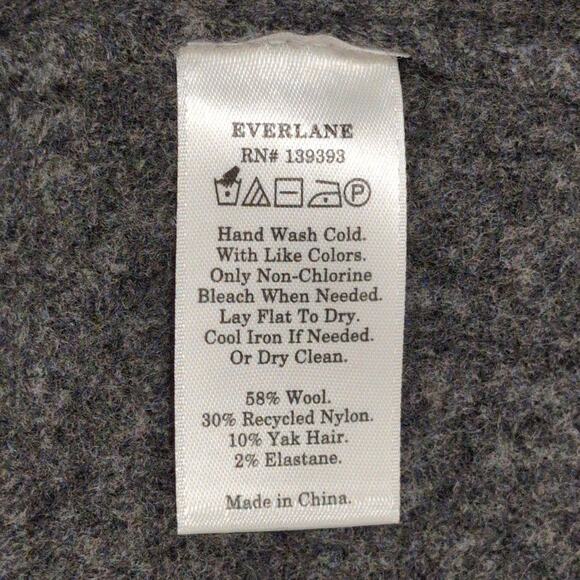 EVERLANE
RN# 139393
P
Hand Wash Cold.
With Like Colors.
Only Non-Chlorine
Bleach When Needed.
Lay Flat To Dry.
Cool Iron If Needed.
Or Dry Clean.
58% Wool.
30% Recycled Nylon.
10% Yak Hair.
2% Elastane.
Made in China.